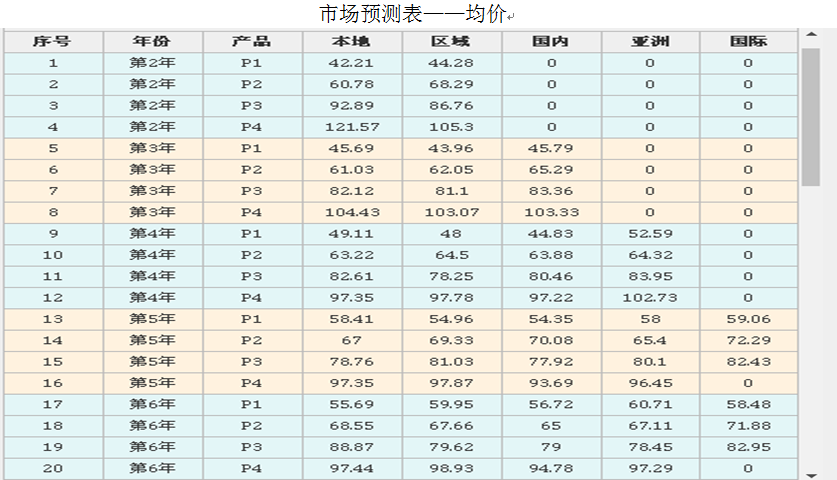 市场预测表——均价
序号 年份 产品 本地 区域 国内 亚洲 国际
1 第2年 P1 42.21 44.28 0 0 0
2 第2年 P2 60.78 68.29 0 0 0
3 第2年 P3 92.89 86.76 0 0 0
4 第2年 P4 121.57 105.3 0 0 0
5 第3年 P1 45.69 43.96 45.79 0 0
6 第3年 P2 61.03 62.05 65.29 0 0
7 第3年 P3 82.12 81.1 83.36 0 0
8 第3年 P4 104.43 103.07 103.33 0 0
9 第4年 P1 49.11 48 44.83 52.59 0
10 第4年 P2 63.22 64.5 63.88 64.32 0
11 第4年 P3 82.61 78.25 80.46 83.95 0
12 第4年 P4 97.35 97.78 97.22 102.73 0
13 第5年 P1 58.41 54.96 54.35 58 59.06
14 第5年 P2 67 69.33 70.08 65.4 72.29
15 第5年 P3 78.76 81.03 77.92 80.1 82.43
16 第5年 P4 97.35 97.87 93.69 96.45 0
17 第6年 P1 55.69 59.95 56.72 60.71 58.48
18 第6年 P2 68.55 67.66 65 67.11 71.88
19 第6年 P3 88.87 79.62 79 78.45 82.95
20 第6年 P4 97.44 98.93 94.78 97.29 0